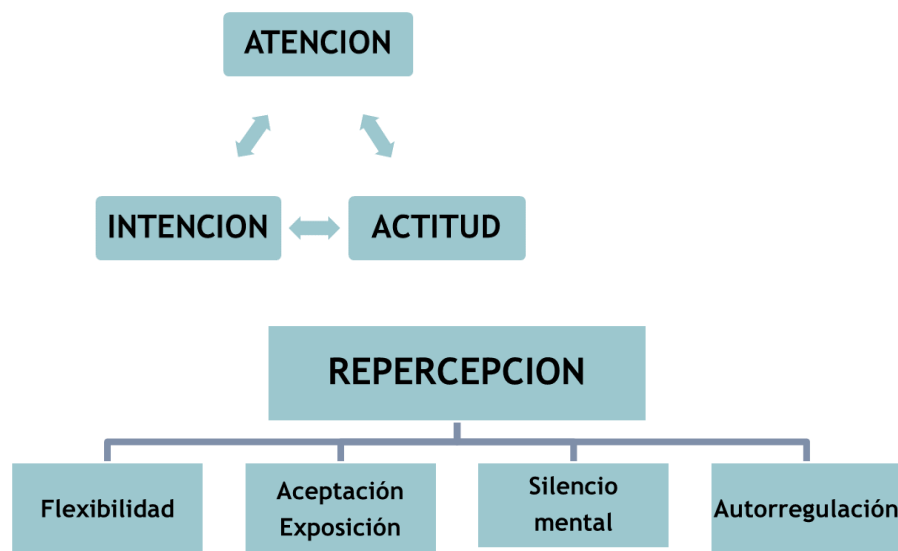 ATENCION
INTENCION
ACTITUD
REPERCEPCION
Flexibilidad
Aceptación
Exposición
Silencio
mental
Autorregulación